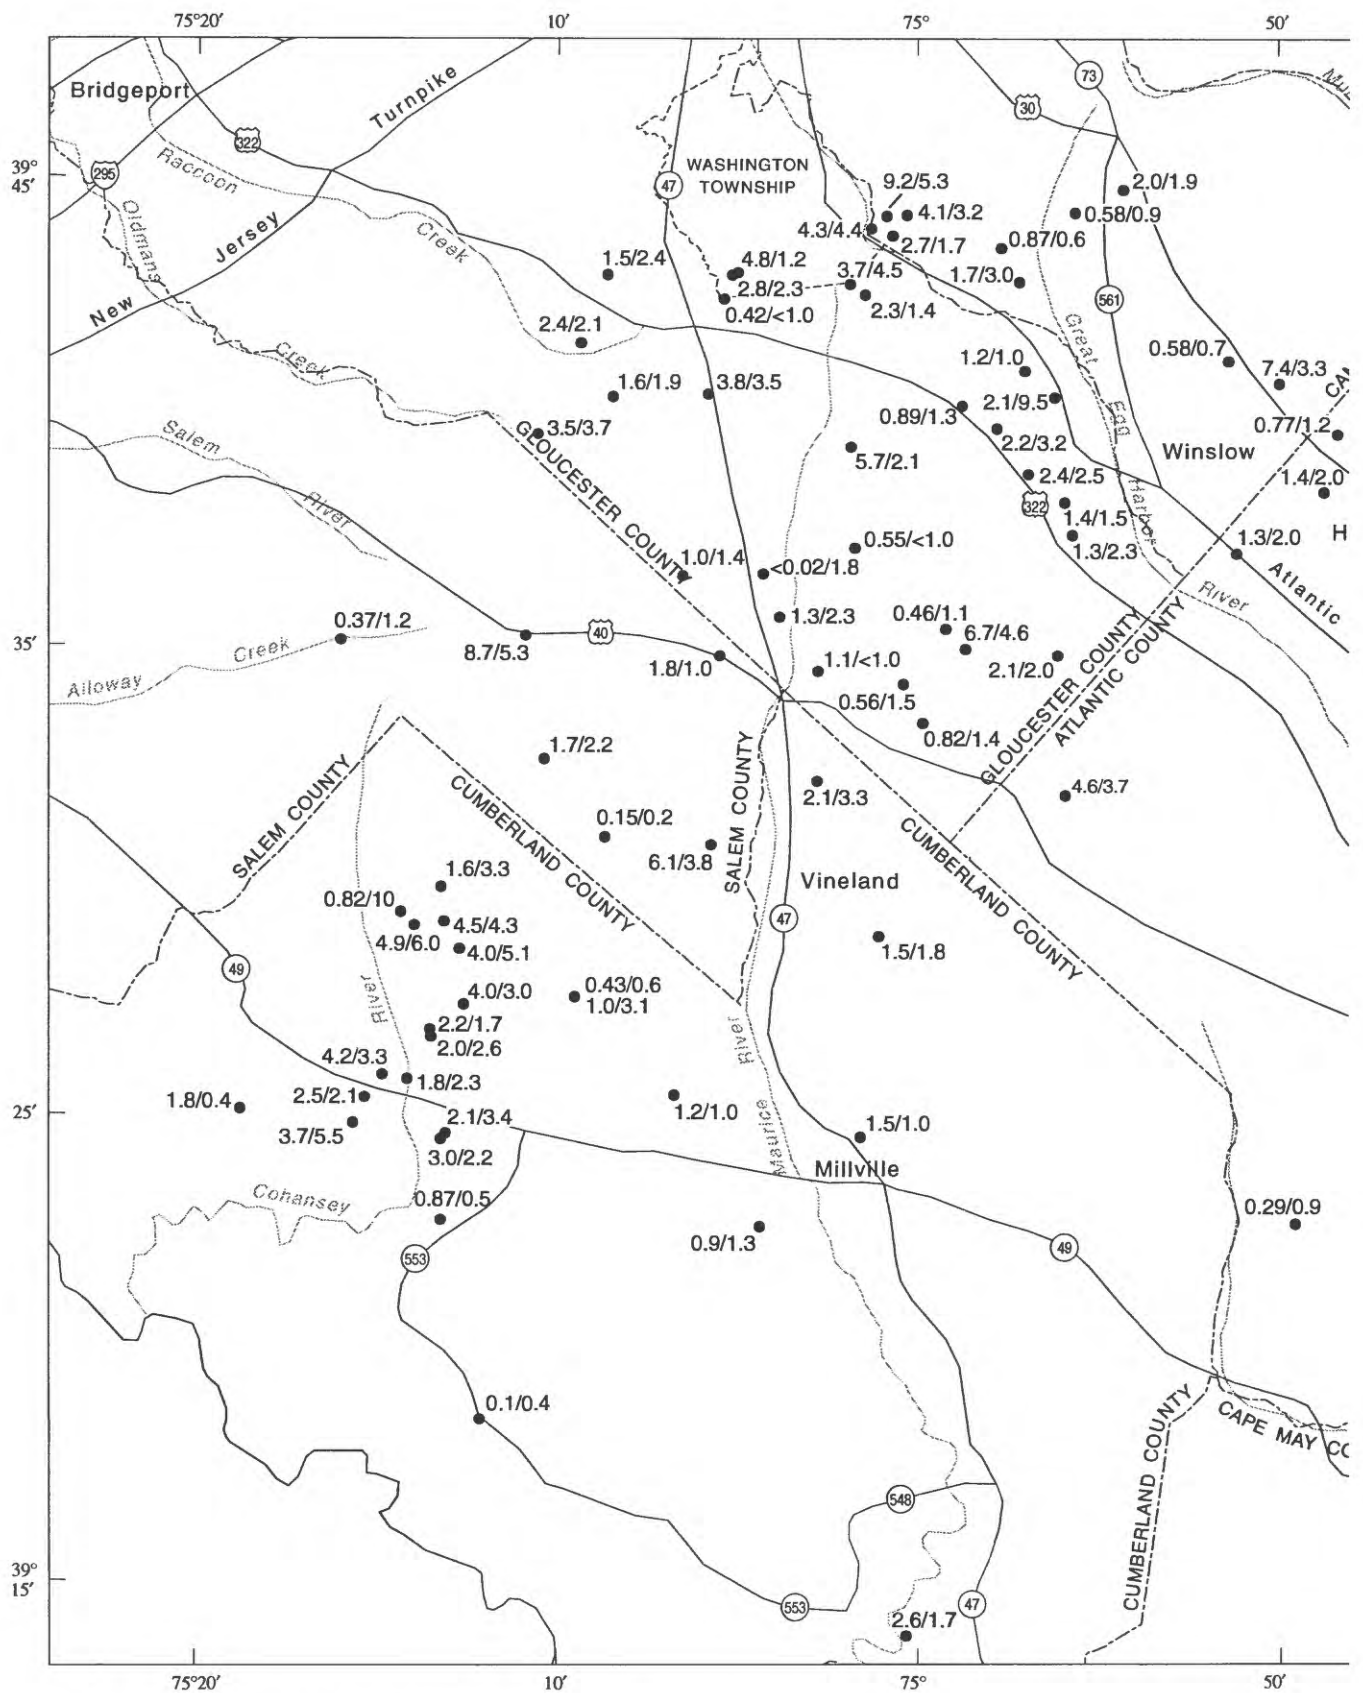 75°20′
10′
75°
50′
73
Bridgeport
Turnpike
30
322
Raccoon
39°
45′
295
47
WASHINGTON
TOWNSHIP
9.2/5.3
2.0/1.9
Oldmans
4.1/3.2
0.58/0.9
4.3/4.4
Jersey
Creek
2.7/1.7
0.87/0.6
1.5/2.4
4.8/1.2
3.7/4.5
1.7/3.0
2.8/2.3
New
0.42/<1.0
2.3/1.4
561
Great
2.4/2.1
Creek
1.2/1.0
0.58/0.7
7.4/3.3
1.6/1.9
3.8/3.5
0.89/1.3
2.1/9.5
Egg
0.77/1.2
3.5/3.7
Salem
GLOUCESTER COUNTY
2.2/3.2
5.7/2.1
Winslow
2.4/2.5
1.4/2.0
River
322
Harbor
1.4/1.5
H
0.55/<1.0
1.3/2.3
1.3/2.0
1.0/1.4
<0.02/1.8
Atlantic
River
0.37/1.2
1.3/2.3
0.46/1.1
35′
Creek
8.7/5.3
40
6.7/4.6
1.8/1.0
1.1/<1.0
2.1/2.0
Alloway
0.56/1.5
GLOUCESTER COUNTY
ATLANTIC COUNTY
0.82/1.4
1.7/2.2
SALEM COUNTY
CUMBERLAND COUNTY
SALEM COUNTY
2.1/3.3
4.6/3.7
0.15/0.2
6.1/3.8
CUMBERLAND COUNTY
1.6/3.3
Vineland
0.82/10
4.5/4.3
47
4.9/6.0
4.0/5.1
1.5/1.8
49
River
4.0/3.0
0.43/0.6
1.0/3.1
2.2/1.7
River
2.0/2.6
4.2/3.3
1.8/2.3
2.5/2.1
1.8/0.4
25′
1.2/1.0
3.7/5.5
2.1/3.4
Maurice
1.5/1.0
3.0/2.2
Millville
Cohansey
0.87/0.5
0.29/0.9
0.9/1.3
49
553
0.1/0.4
CUMBERLAND COUNTY
CAPE MAY CO
548
39°
15′
553
47
2.6/1.7
75°20′
10′
75°
50′